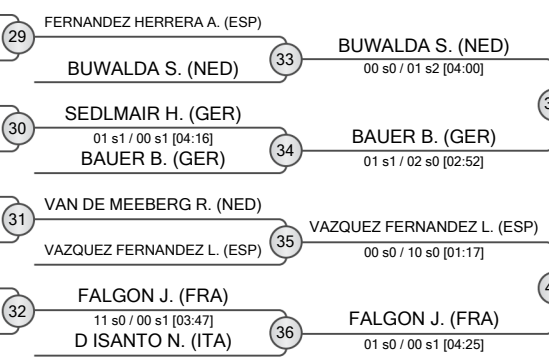 29
FERNANDEZ HERRERA A. (ESP)
BUWALDA S. (NED)
33
BUWALDA S. (NED)
00 s0 / 01 s2 [04:00]
30
SEDLMAIR H. (GER)
01 s1 / 00 s1 [04:16]
BAUER B. (GER)
34
BAUER B. (GER)
01 s1 / 02 s0 [02:52]
31
VAN DE MEEBERG R. (NED)
VAZQUEZ FERNANDEZ L. (ESP)
35
VAZQUEZ FERNANDEZ L. (ESP)
00 s0 / 10 s0 [01:17]
32
FALGON J. (FRA)
11 s0 / 00 s1 [03:47]
D ISANTO N. (ITA)
36
FALGON J. (FRA)
01 s0 / 00 s1 [04:25]